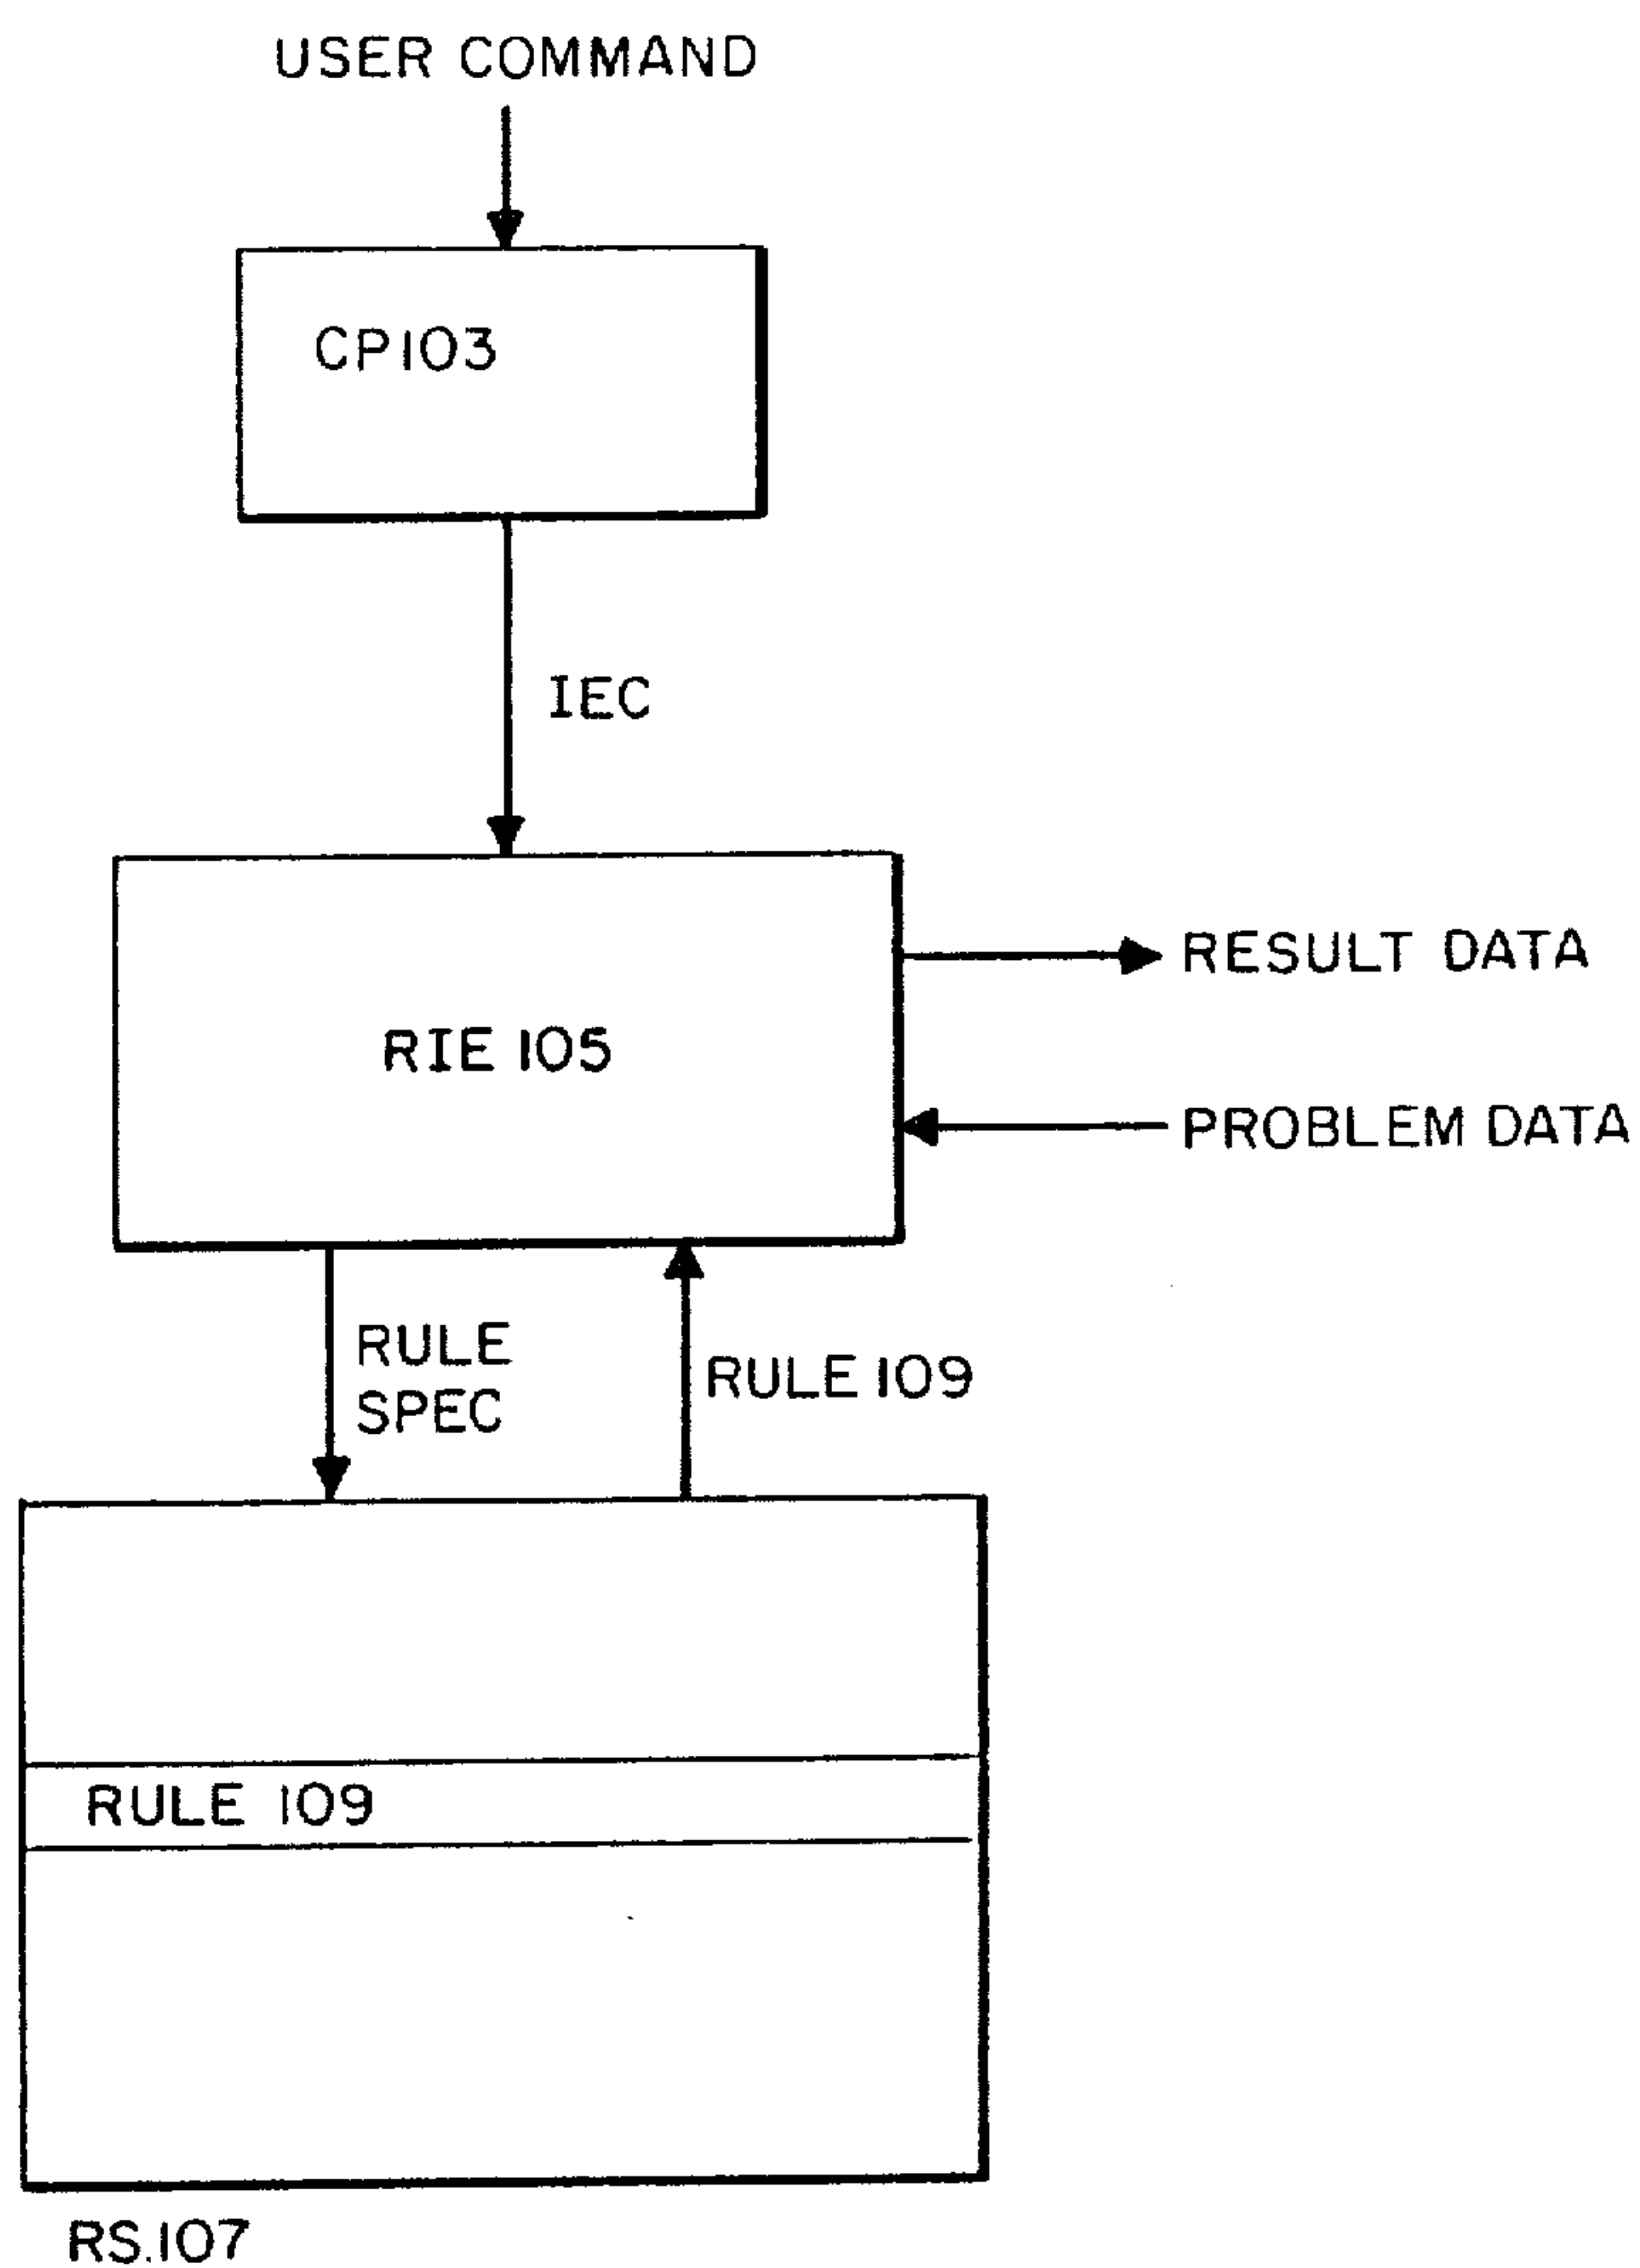 USER COMMAND
CP103
IEC
RESULT DATA
RIE 105
PROBLEM DATA
RULE
SPEC
RULE 109
RULE 109
RS.107